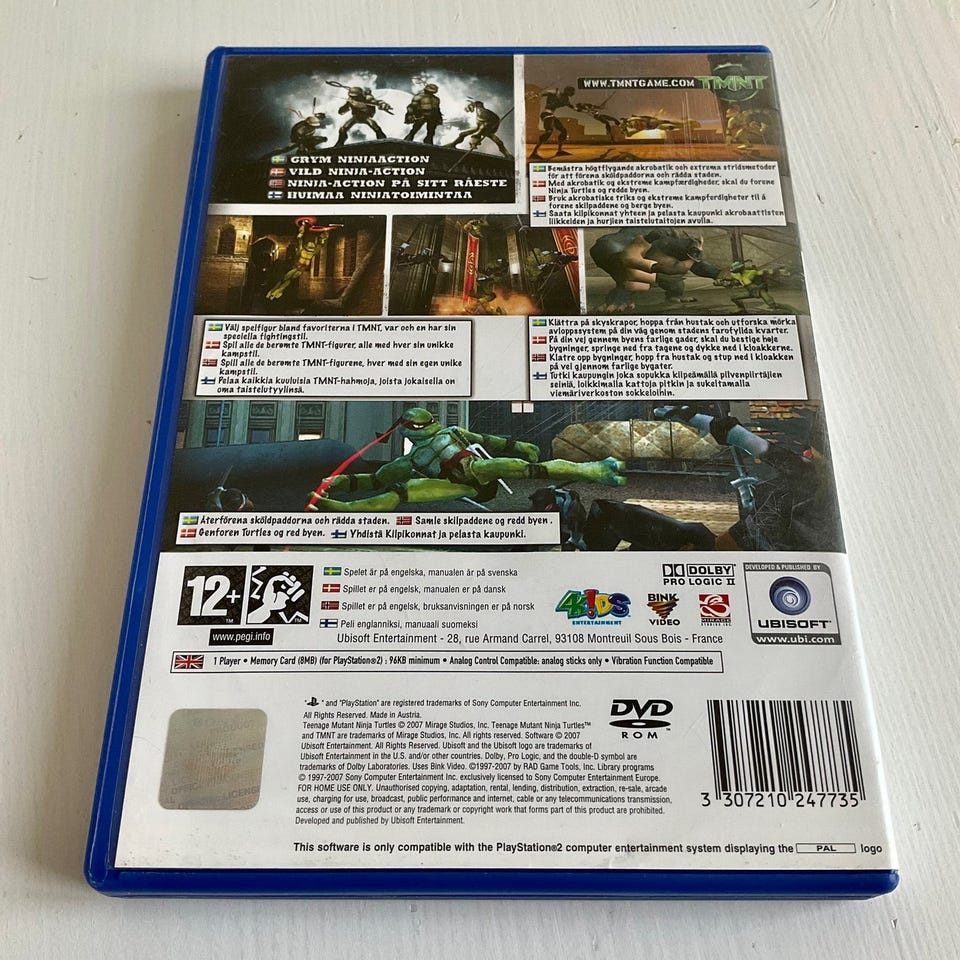 WWW.TMNTGAME.COM TMNT
GRYM NINJAACTION
VILD NINJA-ACTION
NINJA-ACTION PÅ SITT RÅESTE
HUIMAA NINJATOIMINTAA
Bemästra högtflygande akrobatik och extrema stridsmetoder
för att förena sköldpaddorna och rädda staden.
Med akrobatik og ekstreme kampfærdigheder, skal du forene
Ninja Turtles og redde byen.
Bruk akrobatiske triks og ekstreme kampferdigheter til å
forene skilpaddene og berge byen.
Saata kilpikonnat yhteen ja pelasta kaupunki akrobaattisten
liikkeiden ja hurjien taistelutaitojen avulla.
Välj spelfigur bland favoriterna i TMNT, var och en har sin
speciella fightingstil.
Spil alle de berømte TMNT-figurer, alle med hver sin unikke
kampstil.
Spill alle de berømte TMNT-figurene, hver med sin egen unike
kampstil.
Pelaa kaikkia kuuluisia TMNT-hahmoja, joista jokaisella on
oma taistelutyylinsä.
Klättra på skyskrapor, hoppa från hustak och utforska mörka
avloppssystem på din väg genom stadens farofyllda kvarter.
På din vej gennem byens farlige gader, skal du bestige høje
bygninger, springe ned fra tagene og dykke ned i kloakkerne.
Klatre opp bygninger, hopp fra hustak og stup ned i kloakken
på vei gjennom farlige bygater.
Tutki kaupungin joka sopukka kiipeämällä pilvenpiirtäjien
seiniä, loikkimalla kattoja pitkin ja sukeltamalla
viemäriverkoston sokkeloihin.
Återförena sköldpaddorna och rädda staden. Samle skilpaddene og redd byen.
Genforen Turtles og red byen. Yhdistä Kilpikonnat ja pelasta kaupunki.
12+
www.pegi.info
Spelet är på engelska, manualen är på svenska
Spillet er på engelsk, manualen er på dansk
Spillet er på engelsk, bruksanvisningen er på norsk
Peli englanniksi, manuaali suomeksi
4KiDS ENTERTAINMENT
BINK VIDEO
MIRAGE STUDIOS INC
DOLBY PRO LOGIC II
DEVELOPED & PUBLISHED BY
UBISOFT
www.ubi.com
Ubisoft Entertainment - 28, rue Armand Carrel, 93108 Montreuil Sous Bois - France
1 Player • Memory Card (8MB) (for PlayStation®2) : 96KB minimum • Analog Control Compatible: analog sticks only • Vibration Function Compatible
" " and "PlayStation" are registered trademarks of Sony Computer Entertainment Inc.
All Rights Reserved. Made in Austria.
Teenage Mutant Ninja Turtles © 2007 Mirage Studios, Inc. Teenage Mutant Ninja Turtles™
and TMNT are trademarks of Mirage Studios, Inc. All rights reserved. Software © 2007
Ubisoft Entertainment. All Rights Reserved. Ubisoft and the Ubisoft logo are trademarks of
Ubisoft Entertainment in the U.S. and/or other countries. Dolby, Pro Logic, and the double-D symbol are
trademarks of Dolby Laboratories. Uses Bink Video. ©1997-2007 by RAD Game Tools, Inc. Library programs
© 1997-2007 Sony Computer Entertainment Inc. exclusively licensed to Sony Computer Entertainment Europe.
FOR HOME USE ONLY. Unauthorised copying, adaptation, rental, lending, distribution, extraction, re-sale, arcade
use, charging for use, broadcast, public performance and internet, cable or any telecommunications transmission,
access or use of this product or any trademark or copyright work that forms part of this product are prohibited.
Developed and published by Ubisoft Entertainment.
DVD
ROM
3 307210 247735
This software is only compatible with the PlayStation®2 computer entertainment system displaying the PAL logo